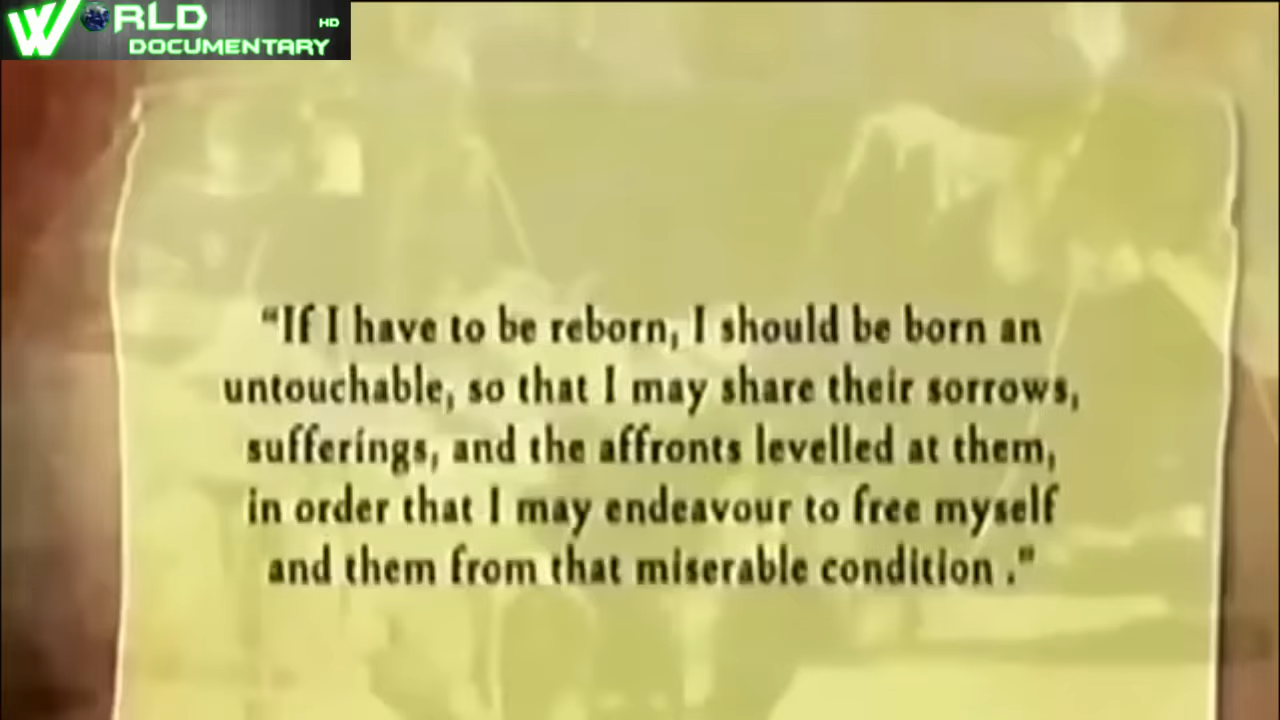 WORLD HD
DOCUMENTARY
“If I have to be reborn, I should be born an
untouchable, so that I may share their sorrows,
sufferings, and the affronts levelled at them,
in order that I may endeavour to free myself
and them from that miserable condition .”